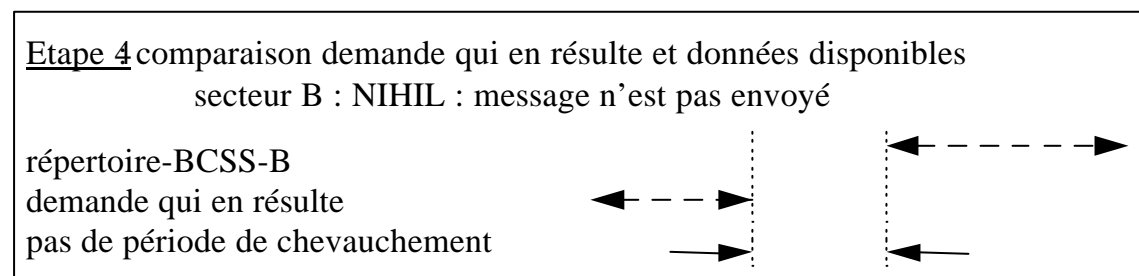 Etape 4: comparaison demande qui en résulte et données disponibles
secteur B : NIHIL : message n’est pas envoyé
répertoire-BCSS-B
demande qui en résulte
pas de période de chevauchement